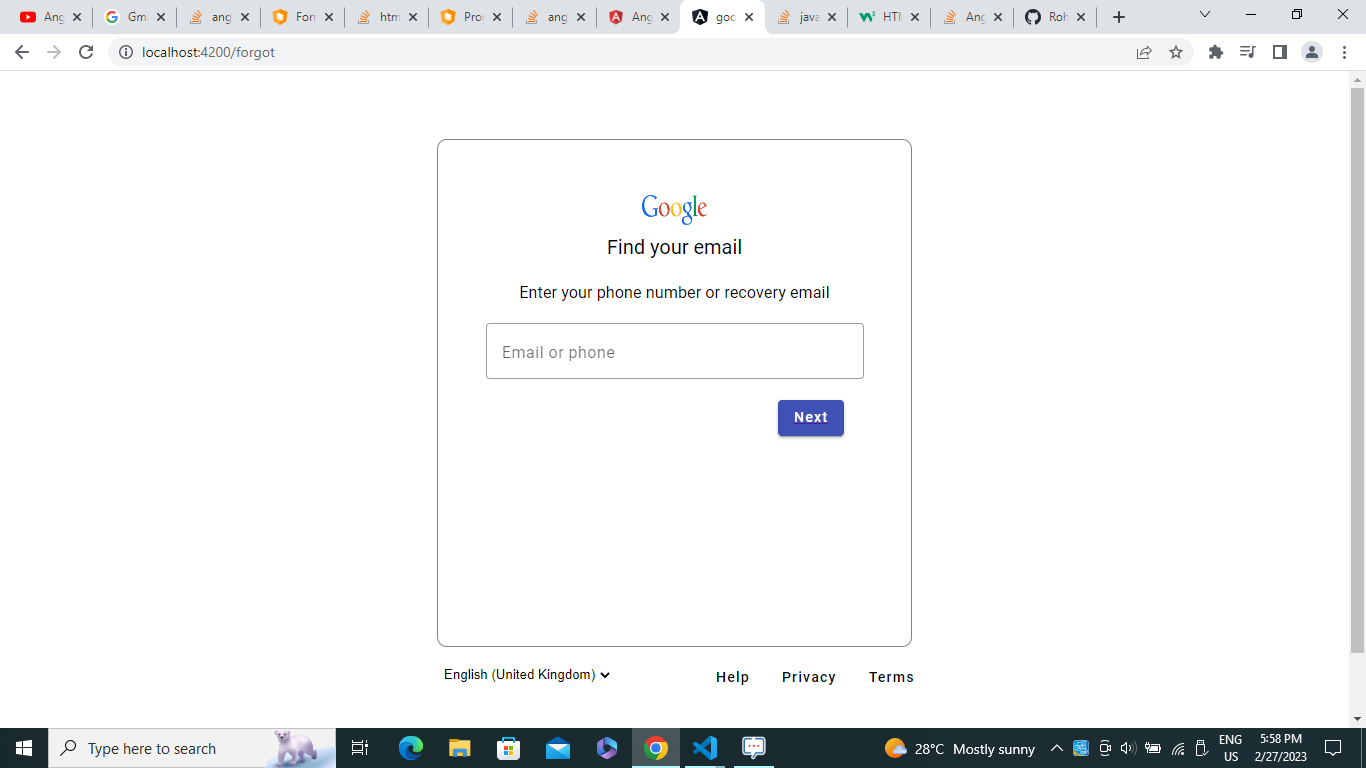 Ang
Gma
ang
For
htm
Proc
ang
Ang
goo
java
HTM
Ang
Roh
localhost:4200/forgot
Google
Find your email
Enter your phone number or recovery email
Email or phone
Next
English (United Kingdom)
Help Privacy Terms
Type here to search
28°C Mostly sunny
ENG
US
5:58 PM
2/27/2023